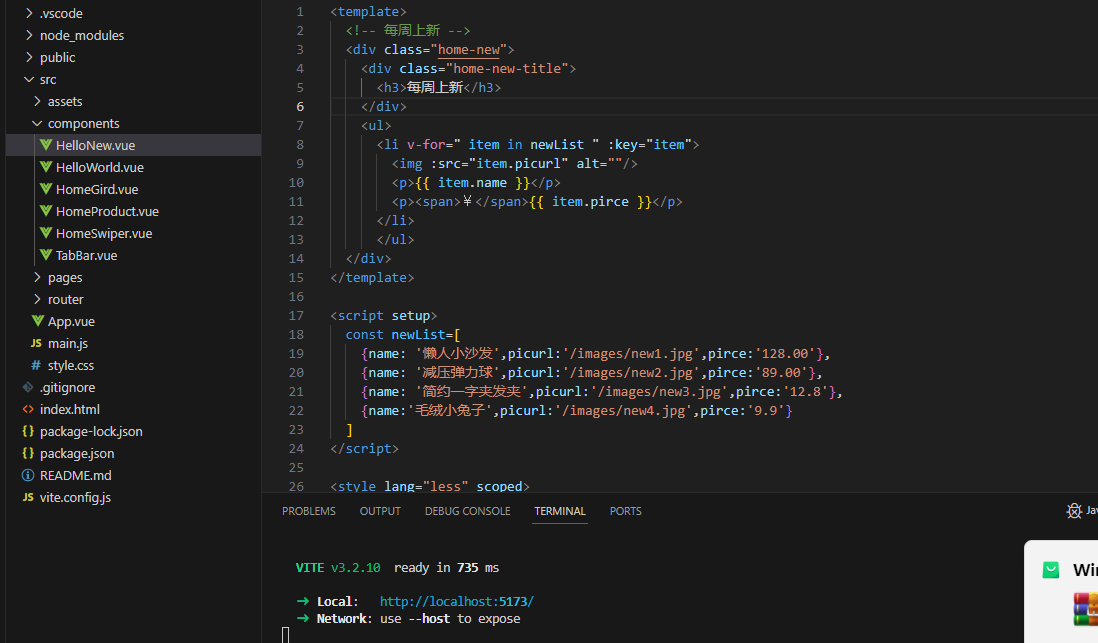 .vscode
node_modules
public
src
assets
components
HelloNew.vue
HelloWorld.vue
HomeGird.vue
HomeProduct.vue
HomeSwiper.vue
TabBar.vue
pages
router
App.vue
JS main.js
# style.css
.gitignore
<> index.html
{} package-lock.json
{} package.json
README.md
JS vite.config.js
1 <template>
2 <!-- 每周上新 -->
3 <div class="home-new">
4 <div class="home-new-title">
5 <h3>每周上新</h3>
6 </div>
7 <ul>
8 <li v-for=" item in newList " :key="item">
9 <img :src="item.picurl" alt=""/>
10 <p>{{ item.name }}</p>
11 <p><span>¥</span>{{ item.pirce }}</p>
12 </li>
13 </ul>
14 </div>
15 </template>
16
17 <script setup>
18 const newList=[
19 {name: '懒人小沙发',picurl:'/images/new1.jpg',pirce:'128.00'},
20 {name: '减压弹力球',picurl:'/images/new2.jpg',pirce:'89.00'},
21 {name: '简约一字夹发夹',picurl:'/images/new3.jpg',pirce:'12.8'},
22 {name:'毛绒小兔子',picurl:'/images/new4.jpg',pirce:'9.9'}
23 ]
24 </script>
25
26 <style lang="less" scoped>
PROBLEMS OUTPUT DEBUG CONSOLE TERMINAL PORTS
VITE v3.2.10 ready in 735 ms
➜ Local: http://localhost:5173/
➜ Network: use --host to expose